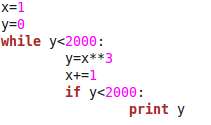 x=1
y=0
while y<2000:
        y=x**3
        x+=1
        if y<2000:
                print y